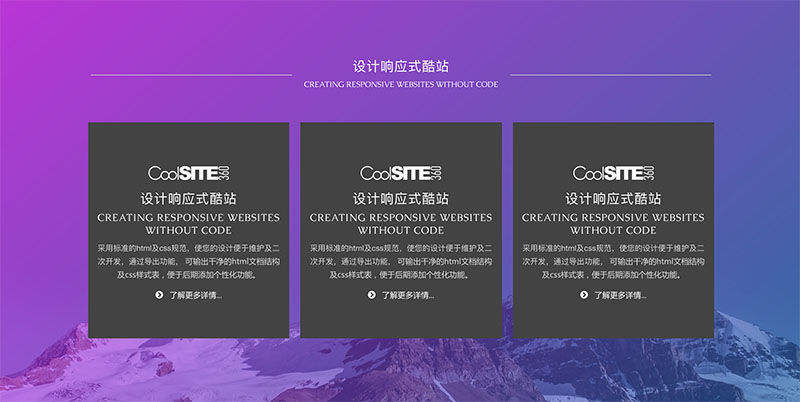 设计响应式酷站
CREATING RESPONSIVE WEBSITES WITHOUT CODE
CoolSITE360
设计响应式酷站
CREATING RESPONSIVE WEBSITES
WITHOUT CODE
采用标准的html及css规范，使您的设计便于维护及二
次开发，通过导出功能， 可输出干净的html文档结构
及css样式表，便于后期添加个性化功能。
了解更多详情...
CoolSITE360
设计响应式酷站
CREATING RESPONSIVE WEBSITES
WITHOUT CODE
采用标准的html及css规范，使您的设计便于维护及二
次开发，通过导出功能， 可输出干净的html文档结构
及css样式表，便于后期添加个性化功能。
了解更多详情...
CoolSITE360
设计响应式酷站
CREATING RESPONSIVE WEBSITES
WITHOUT CODE
采用标准的html及css规范，使您的设计便于维护及二
次开发，通过导出功能， 可输出干净的html文档结构
及css样式表，便于后期添加个性化功能。
了解更多详情...